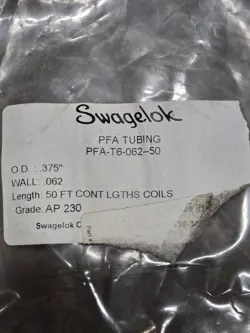 Swagelok
PFA TUBING
PFA-T6-062--50
O.D. : .375"
WALL: .062
Length: 50 FT CONT LGTHS COILS
Grade: AP 230
Swagelok